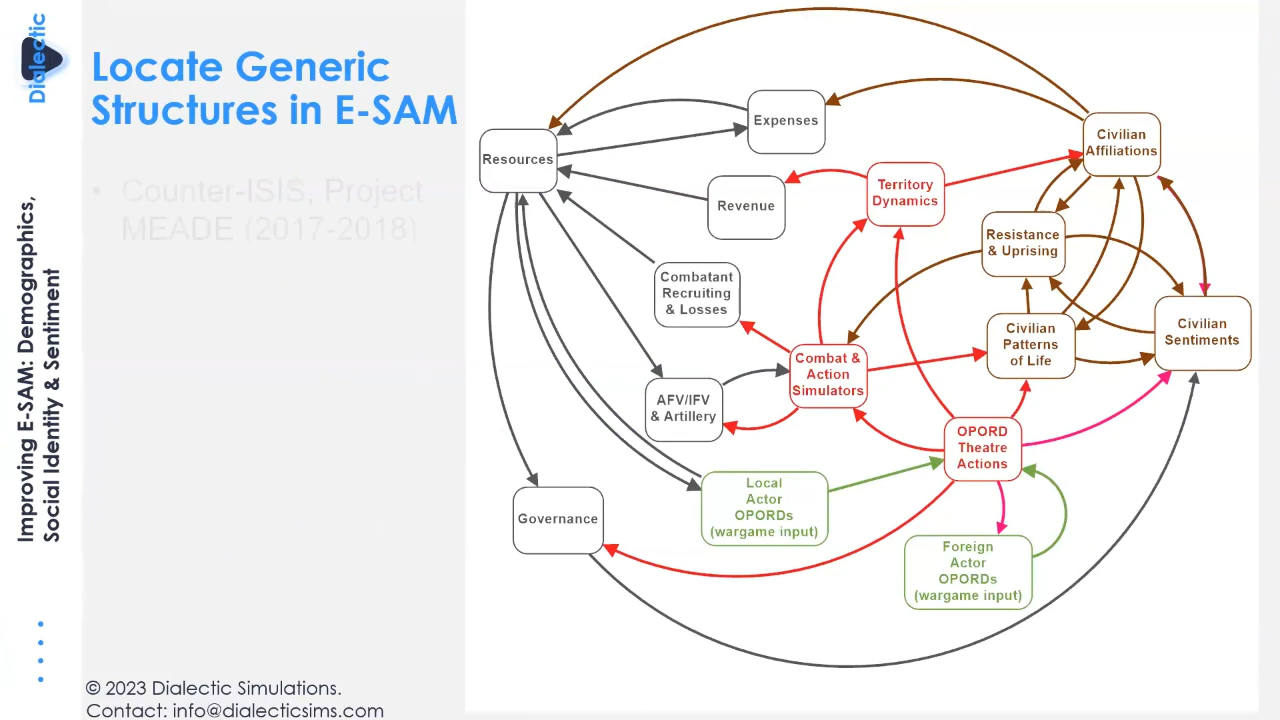 Dialectic
Improving E-SAM: Demographics,
Social Identity & Sentiment
Locate Generic
Structures in E-SAM
• Counter-ISIS, Project
MEADE (2017-2018)
© 2023 Dialectic Simulations.
Contact: info@dialecticsims.com
Resources
Expenses
Revenue
Territory
Dynamics
Civilian
Affiliations
Resistance
& Uprising
Combatant
Recruiting
& Losses
Civilian
Patterns
of Life
Civilian
Sentiments
Combat &
Action
Simulators
AFV/IFV
& Artillery
OPORD
Theatre
Actions
Local
Actor
OPORDs
(wargame input)
Governance
Foreign
Actor
OPORDs
(wargame input)